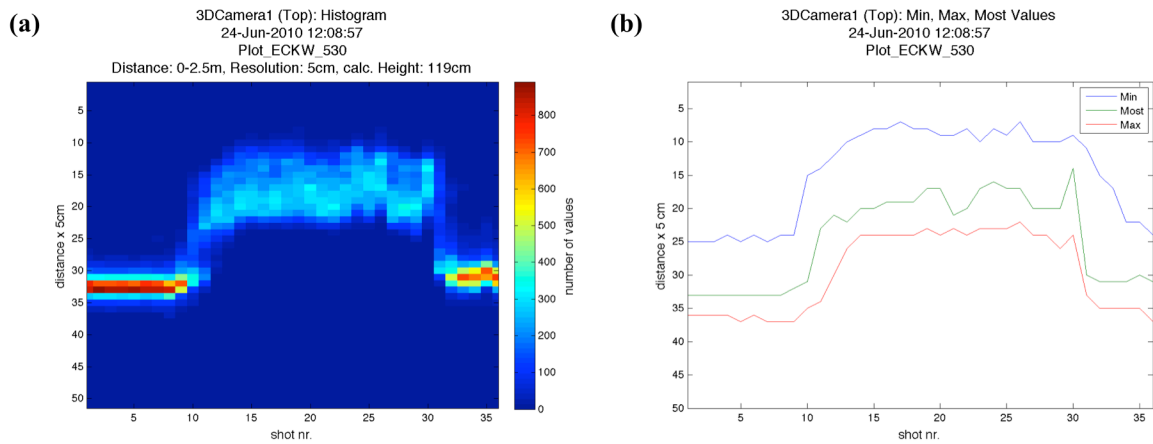 (a)
3DCamera1 (Top): Histogram
24-Jun-2010 12:08:57
Plot_ECKW_530
Distance: 0-2.5m, Resolution: 5cm, calc. Height: 119cm
distance x 5cm
5
10
15
20
25
30
35
40
45
50
5
10
15
20
25
30
35
shot nr.
800
700
600
500
400
300
200
100
0
number of values
(b)
3DCamera1 (Top): Min, Max, Most Values
24-Jun-2010 12:08:57
Plot_ECKW_530
Min
Most
Max
distance x 5 cm
5
10
15
20
25
30
35
40
45
50
5
10
15
20
25
30
35
shot nr.